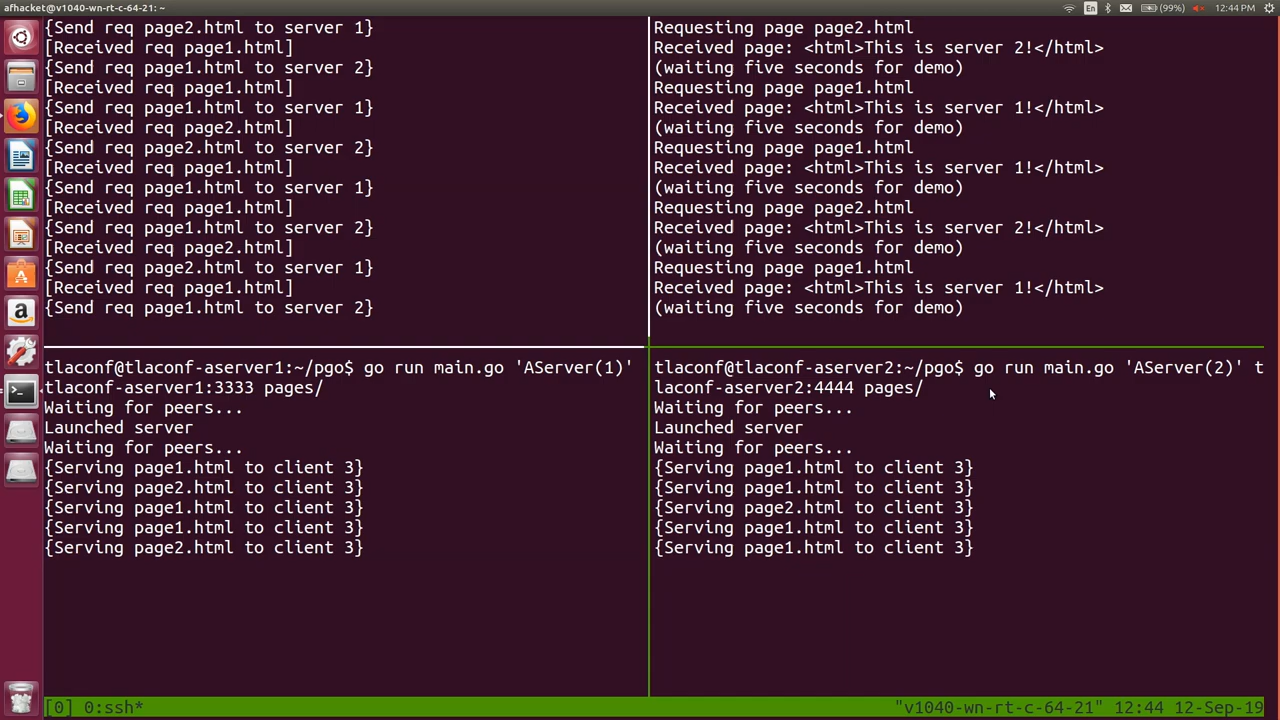 afhacket@v1040-wn-rt-c-64-21: ~
En
(99%)
12:44 PM
{Send req page2.html to server 1}
[Received req page1.html]
{Send req page1.html to server 2}
[Received req page1.html]
{Send req page1.html to server 1}
[Received req page2.html]
{Send req page2.html to server 2}
[Received req page1.html]
{Send req page1.html to server 1}
[Received req page1.html]
{Send req page1.html to server 2}
[Received req page2.html]
{Send req page2.html to server 1}
[Received req page1.html]
{Send req page1.html to server 2}
Requesting page page2.html
Received page: <html>This is server 2!</html>
(waiting five seconds for demo)
Requesting page page1.html
Received page: <html>This is server 1!</html>
(waiting five seconds for demo)
Requesting page page1.html
Received page: <html>This is server 1!</html>
(waiting five seconds for demo)
Requesting page page2.html
Received page: <html>This is server 2!</html>
(waiting five seconds for demo)
Requesting page page1.html
Received page: <html>This is server 1!</html>
(waiting five seconds for demo)
tlaconf@tlaconf-aserver1:~/pgo$ go run main.go 'AServer(1)'
tlaconf-aserver1:3333 pages/
Waiting for peers...
Launched server
Waiting for peers...
{Serving page1.html to client 3}
{Serving page2.html to client 3}
{Serving page1.html to client 3}
{Serving page1.html to client 3}
{Serving page2.html to client 3}
tlaconf@tlaconf-aserver2:~/pgo$ go run main.go 'AServer(2)' t
laconf-aserver2:4444 pages/
Waiting for peers...
Launched server
Waiting for peers...
{Serving page1.html to client 3}
{Serving page1.html to client 3}
{Serving page2.html to client 3}
{Serving page1.html to client 3}
{Serving page1.html to client 3}
[0] 0:ssh*
"v1040-wn-rt-c-64-21" 12:44 12-Sep-19